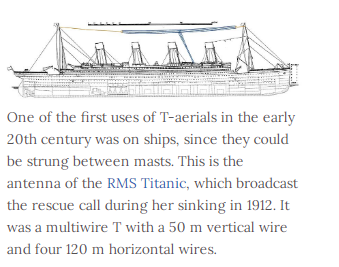 One of the first uses of T-aerials in the early
20th century was on ships, since they could
be strung between masts. This is the
antenna of the RMS Titanic, which broadcast
the rescue call during her sinking in 1912. It
was a multiwire T with a 50 m vertical wire
and four 120 m horizontal wires.